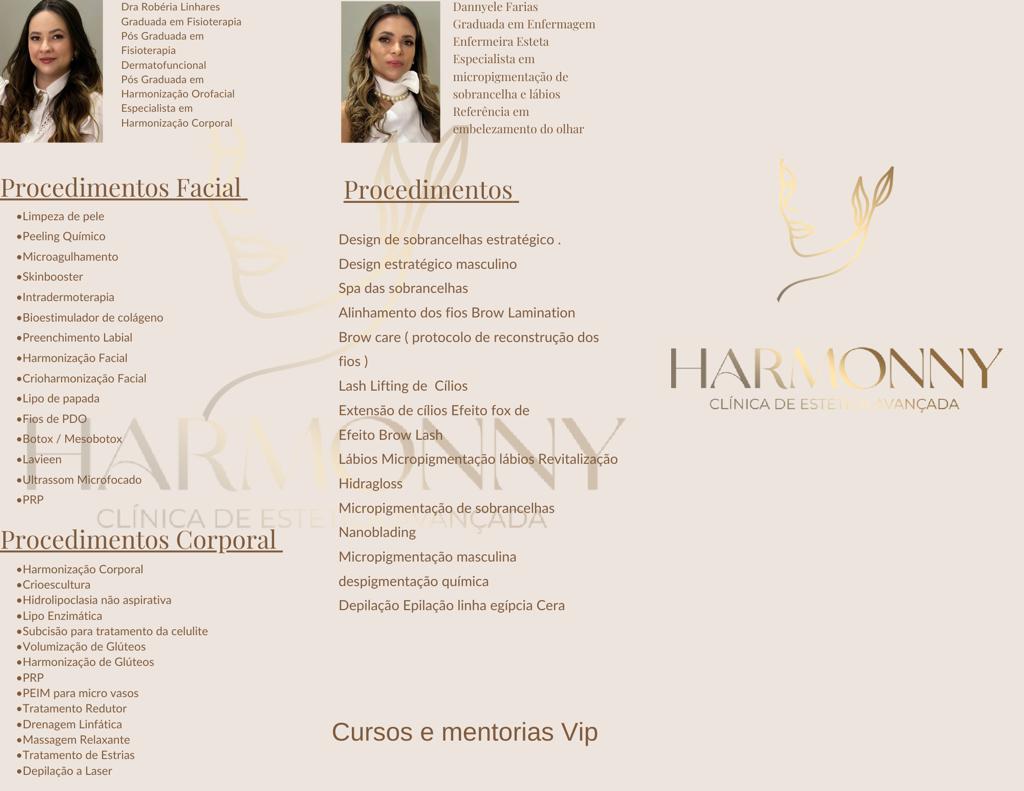 Dra Robéria Linhares
Graduada em Fisioterapia
Pós Graduada em
Fisioterapia
Dermatofuncional
Pós Graduada em
Harmonização Orofacial
Especialista em
Harmonização Corporal
Procedimentos Facial
•Limpeza de pele
•Peeling Químico
•Microagulhamento
•Skinbooster
•Intradermoterapia
•Bioestimulador de colágeno
•Preenchimento Labial
•Harmonização Facial
•Crioharmonização Facial
•Lipo de papada
•Fios de PDO
•Botox / Mesobotox
•Lavieen
•Ultrassom Microfocado
•PRP
Procedimentos Corporal
•Harmonização Corporal
•Crioescultura
•Hidrolipoclasia não aspirativa
•Lipo Enzimática
•Subcisão para tratamento da celulite
•Volumização de Glúteos
•Harmonização de Glúteos
•PRP
•PEIM para micro vasos
•Tratamento Redutor
•Drenagem Linfática
•Massagem Relaxante
•Tratamento de Estrias
•Depilação a Laser
Dannyele Farias
Graduada em Enfermagem
Enfermeira Esteta
Especialista em
micropigmentação de
sobrancelha e lábios
Referência em
embelezamento do olhar
Procedimentos
Design de sobrancelhas estratégico .
Design estratégico masculino
Spa das sobrancelhas
Alinhamento dos fios Brow Lamination
Brow care ( protocolo de reconstrução dos
fios )
Lash Lifting de Cílios
Extensão de cílios Efeito fox de
Efeito Brow Lash
Lábios Micropigmentação lábios Revitalização
Hidragloss
Micropigmentação de sobrancelhas
Nanoblading
Micropigmentação masculina
despigmentação química
Depilação Epilação linha egípcia Cera
Cursos e mentorias Vip
HARMONNY
CLÍNICA DE ESTÉTICA AVANÇADA
HARMONNY
CLÍNICA DE ESTÉTICA AVANÇADA